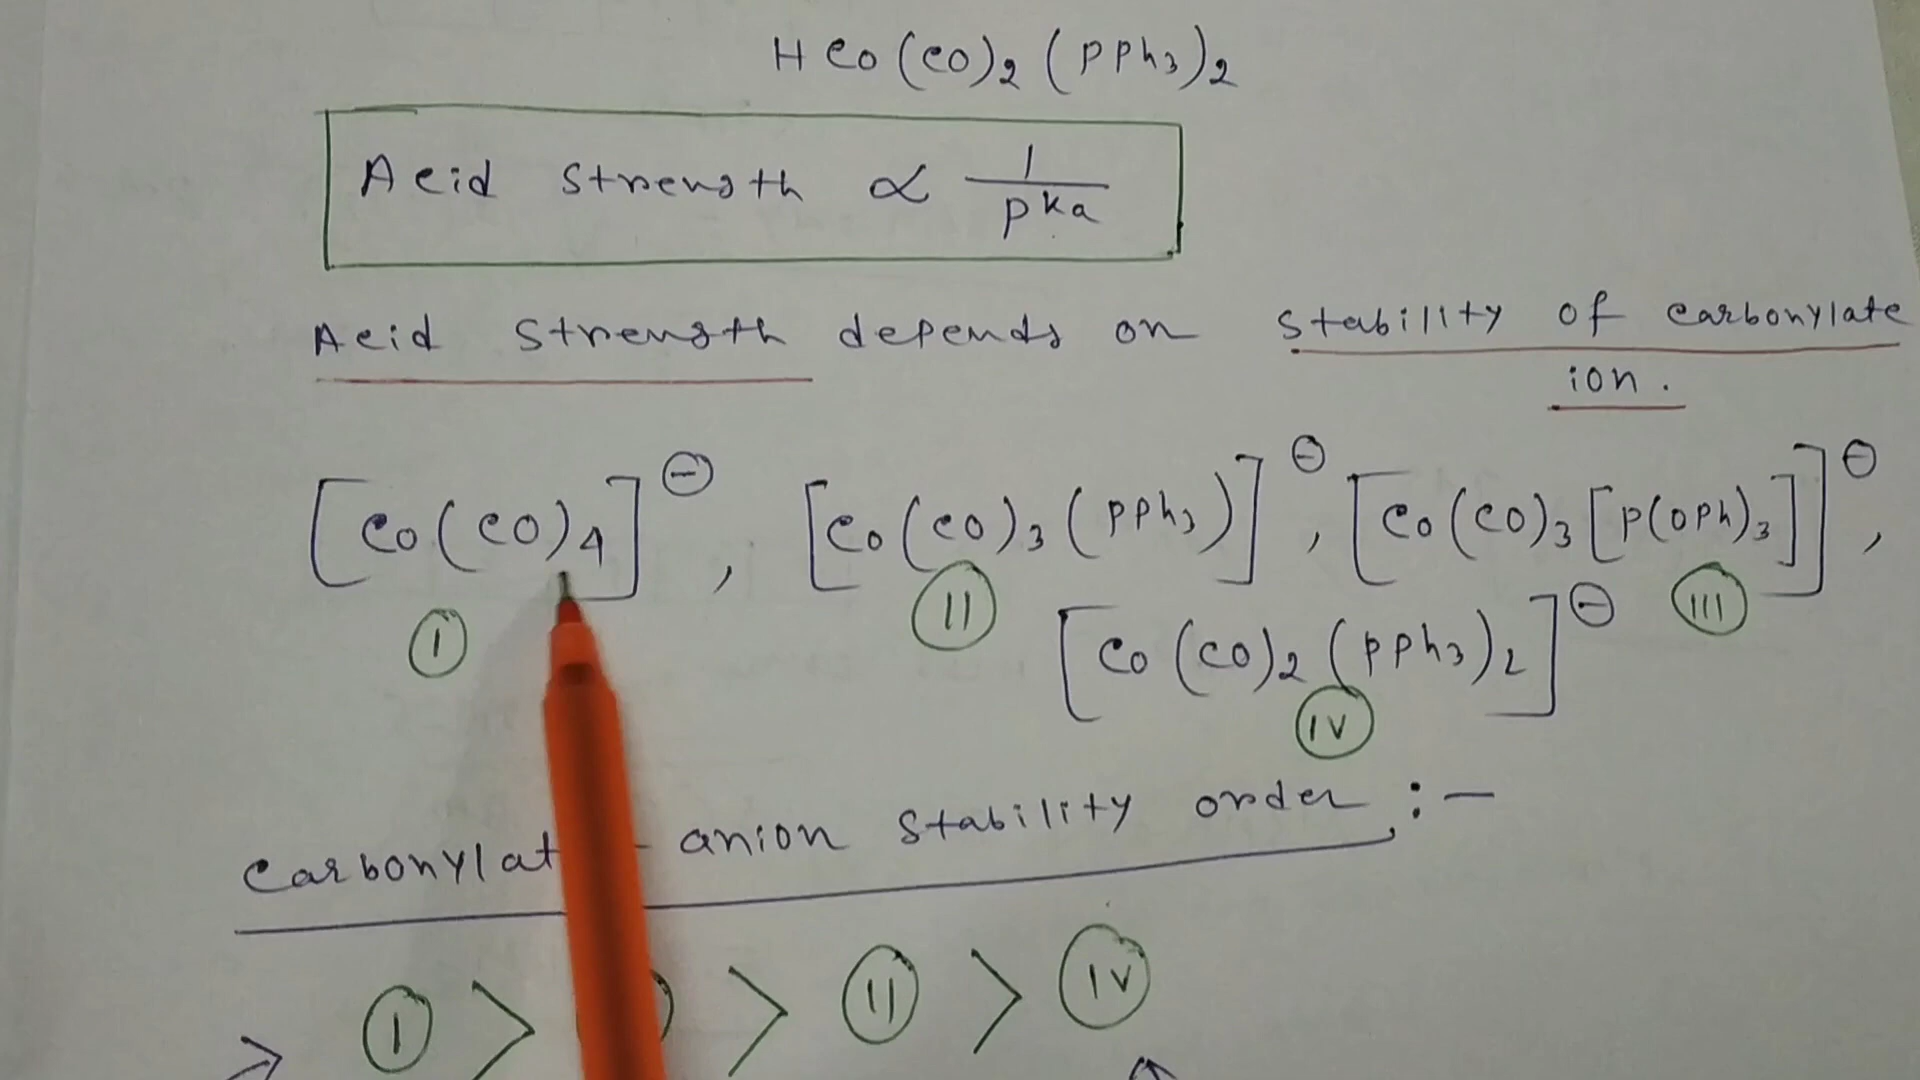 HCo(CO)2(PPh3)2
Acid strength ∝ 1/pKa
Acid strength depends on stability of carbonylate
ion.
[Co(CO)4]⊖, [Co(CO)3(PPh3)]⊖, [Co(CO)3[P(OPh)3]]⊖,
I II III
[Co(CO)2(PPh3)2]⊖
IV
anion stability order :-
I > > II > IV